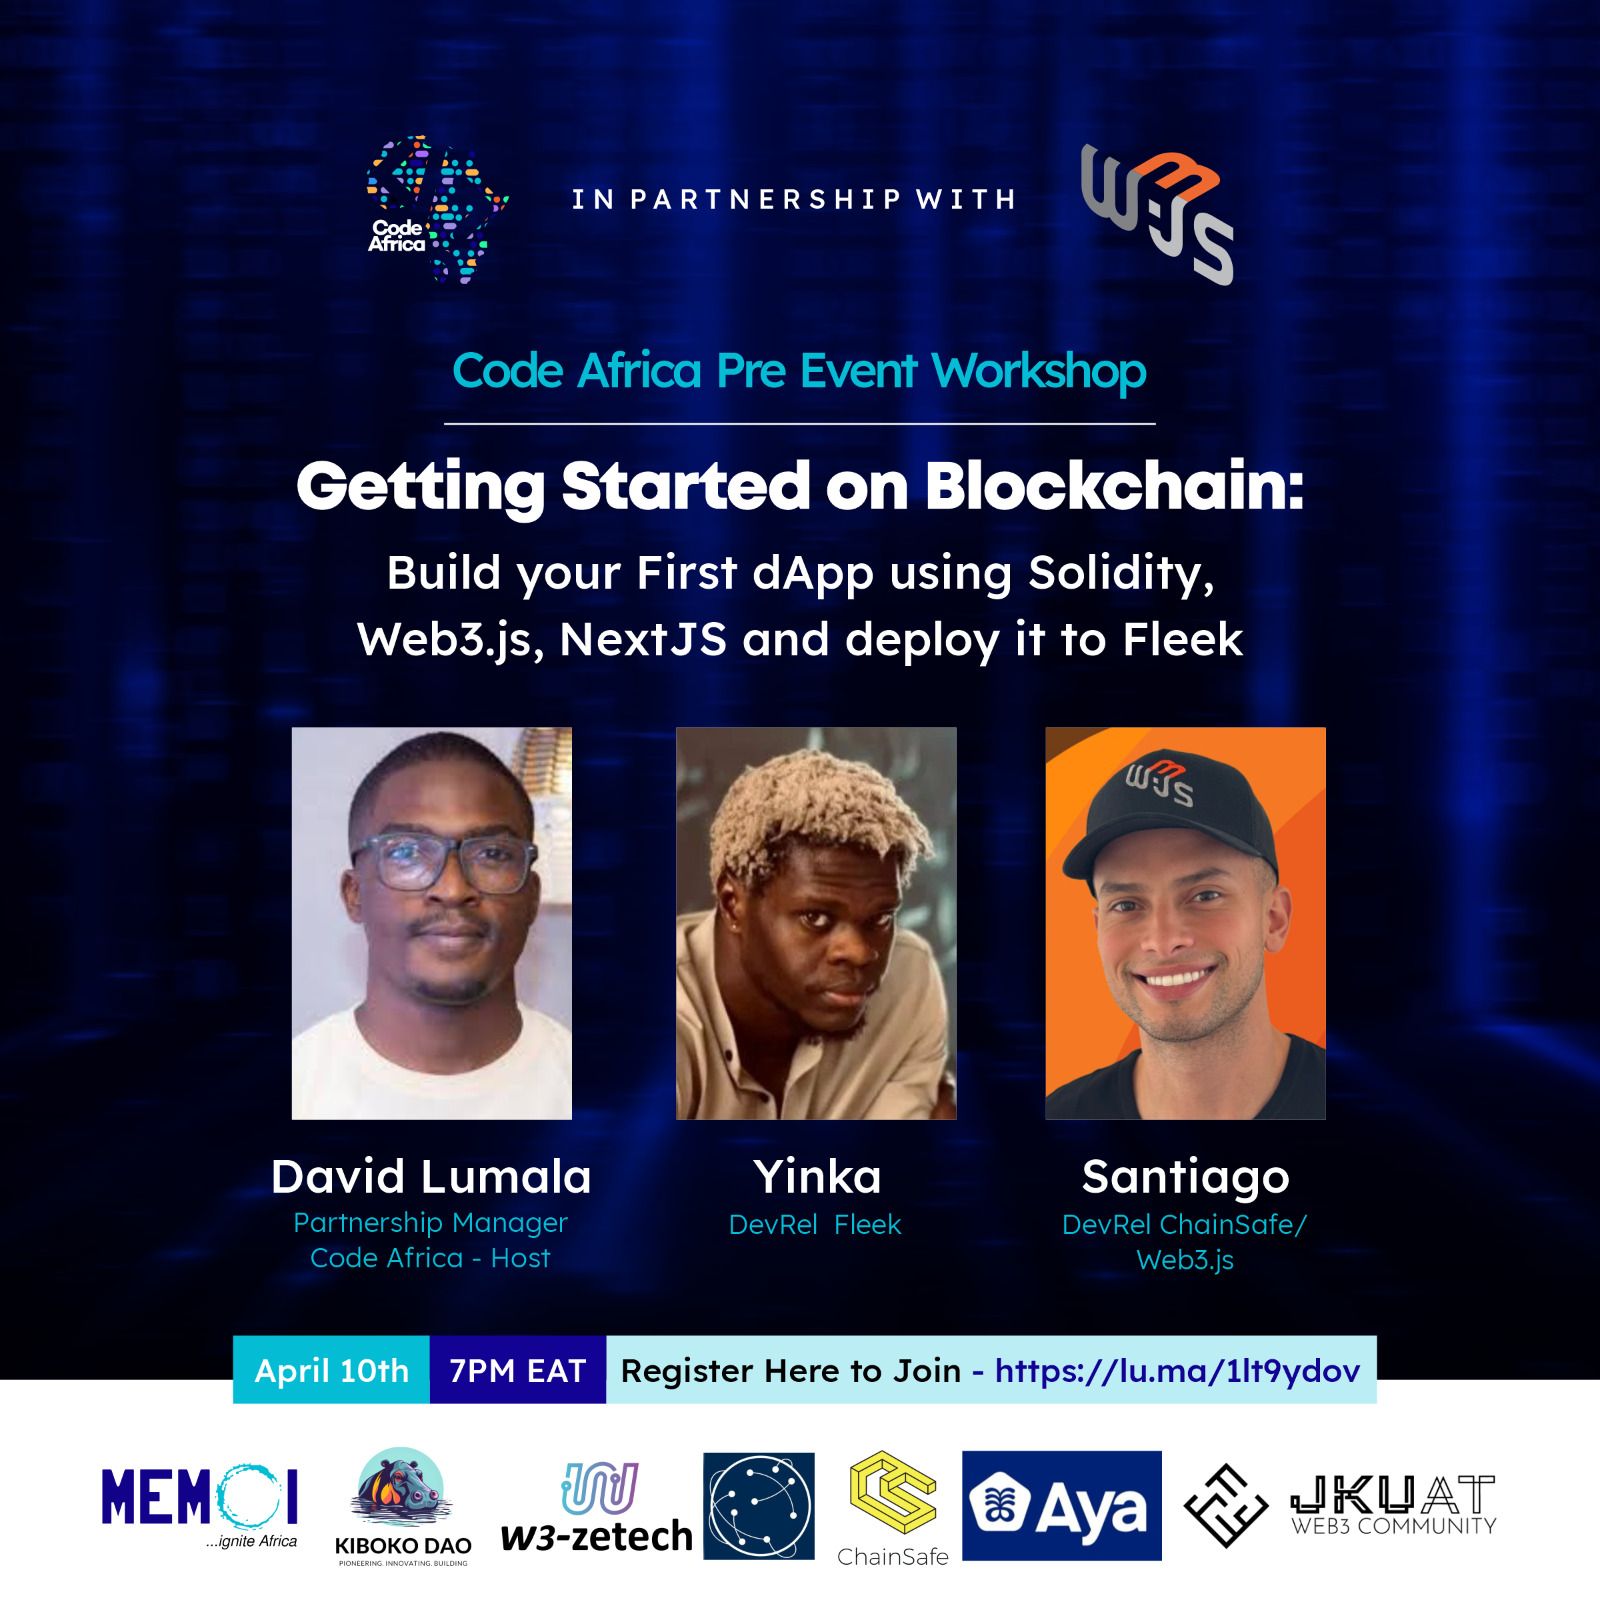 Code
Africa
IN PARTNERSHIP WITH
W3JS
Code Africa Pre Event Workshop
Getting Started on Blockchain:
Build your First dApp using Solidity,
Web3.js, NextJS and deploy it to Fleek
W3JS
David Lumala
Partnership Manager
Code Africa - Host
Yinka
DevRel Fleek
Santiago
DevRel ChainSafe/
Web3.js
April 10th
7PM EAT
Register Here to Join - https://lu.ma/1lt9ydov
MEMOI
...ignite Africa
KIBOKO DAO
PIONEERING. INNOVATING. BUILDING
W3-zetech
ChainSafe
Aya
JKUAT
WEB3 COMMUNITY